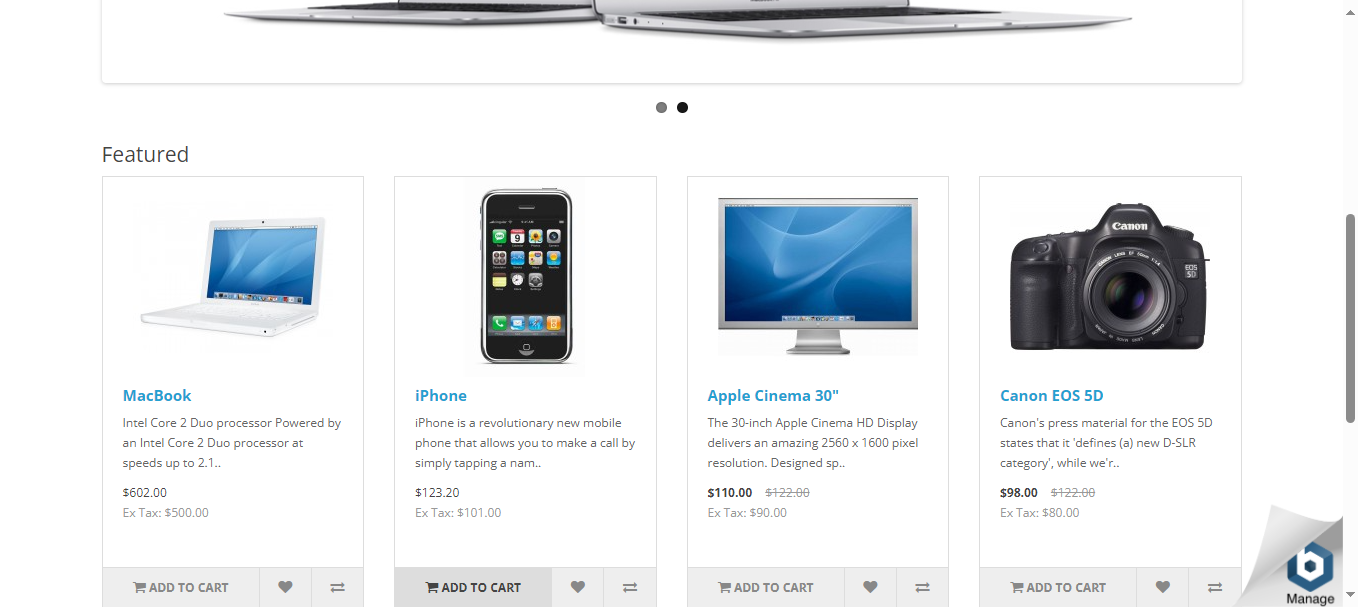 Featured
Canon
EOS
5D
MacBook
Intel Core 2 Duo processor Powered by
an Intel Core 2 Duo processor at
speeds up to 2.1..
$602.00
Ex Tax: $500.00
ADD TO CART
iPhone
iPhone is a revolutionary new mobile
phone that allows you to make a call by
simply tapping a nam..
$123.20
Ex Tax: $101.00
ADD TO CART
Apple Cinema 30"
The 30-inch Apple Cinema HD Display
delivers an amazing 2560 x 1600 pixel
resolution. Designed sp..
$110.00 $122.00
Ex Tax: $90.00
ADD TO CART
Canon EOS 5D
Canon's press material for the EOS 5D
states that it 'defines (a) new D-SLR
category', while we'r..
$98.00 $122.00
Ex Tax: $80.00
ADD TO CART
Manage